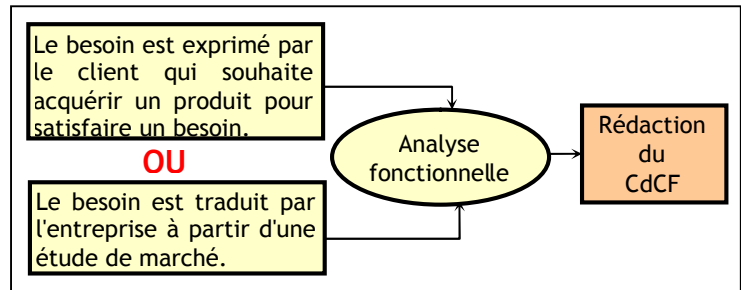 Le besoin est exprimé par
le client qui souhaite
acquérir un produit pour
satisfaire un besoin.
OU
Le besoin est traduit par
l'entreprise à partir d'une
étude de marché.
Analyse
fonctionnelle
Rédaction
du
CdCF